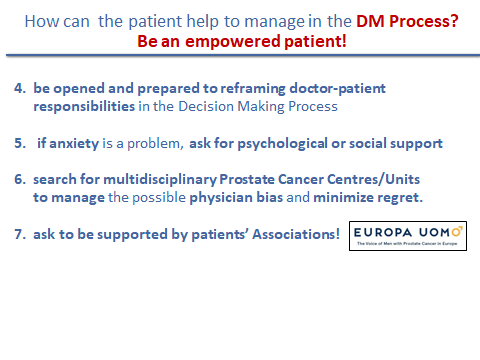 How can the patient help to manage in the DM Process?
Be an empowered patient!
4. be opened and prepared to reframing doctor-patient
responsibilities in the Decision Making Process
5. if anxiety is a problem, ask for psychological or social support
6. search for multidisciplinary Prostate Cancer Centres/Units
to manage the possible physician bias and minimize regret.
7. ask to be supported by patients' Associations!
EUROPA UOMO
The Voice of Men with Prostate Cancer in Europe